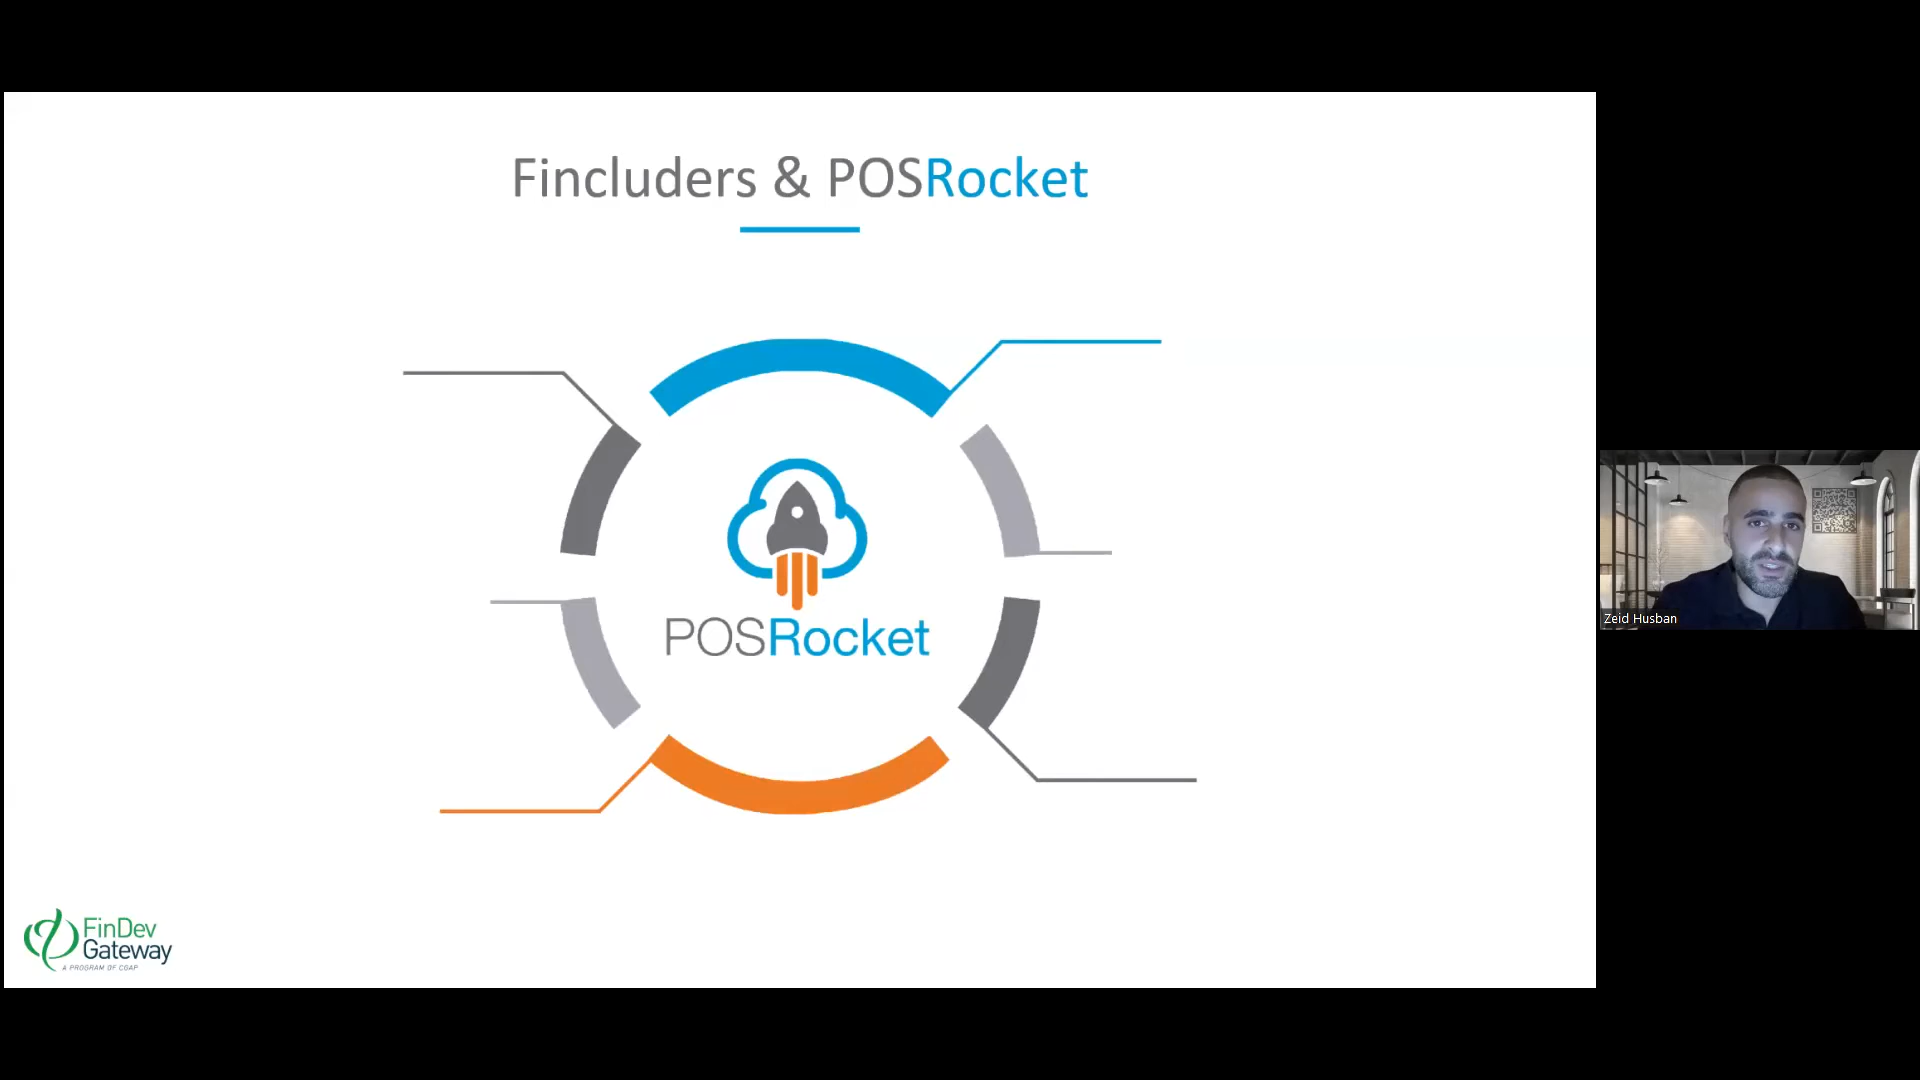 Fincluders & POSRocket
POSRocket
Zeid Husban
FinDev
Gateway
A PROGRAM OF CGAP